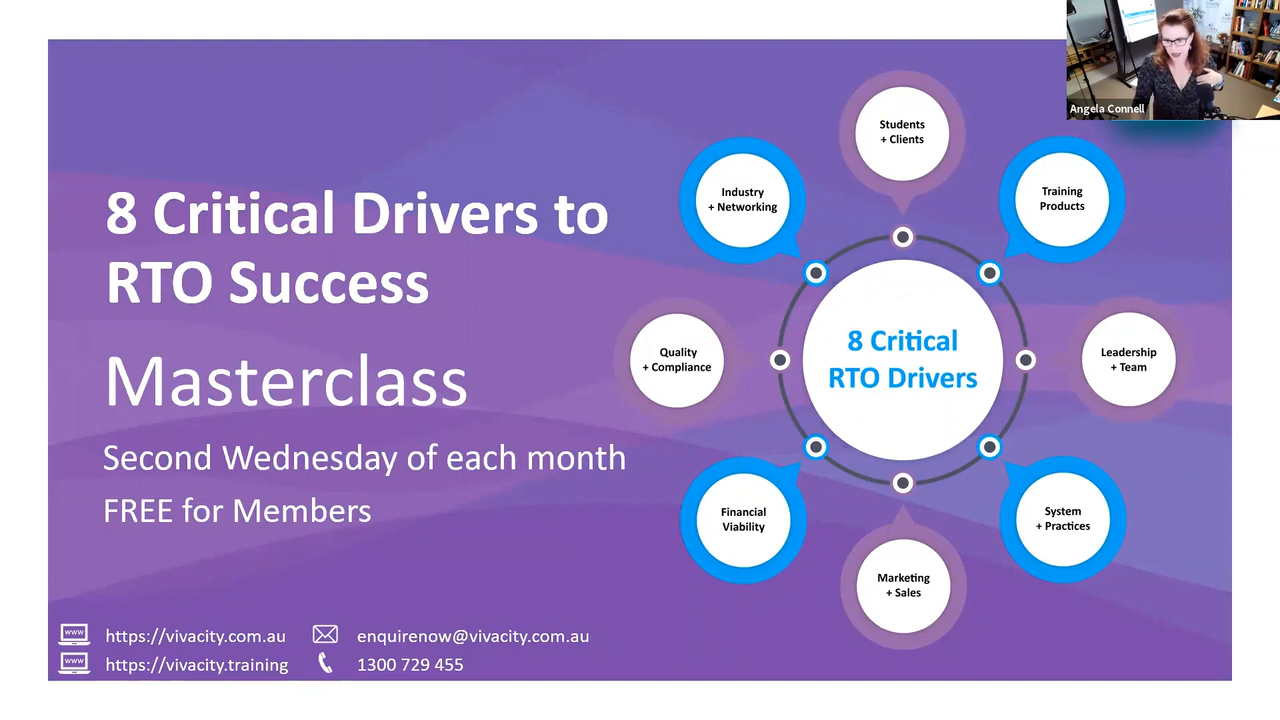 Angela Connell
8 Critical Drivers to
RTO Success
Masterclass
Second Wednesday of each month
FREE for Members
Students
+ Clients
Training
Products
Leadership
+ Team
System
+ Practices
Marketing
+ Sales
Financial
Viability
Quality
+ Compliance
Industry
+ Networking
8 Critical
RTO Drivers
www https://vivacity.com.au
enquirenow@vivacity.com.au
www https://vivacity.training
1300 729 455